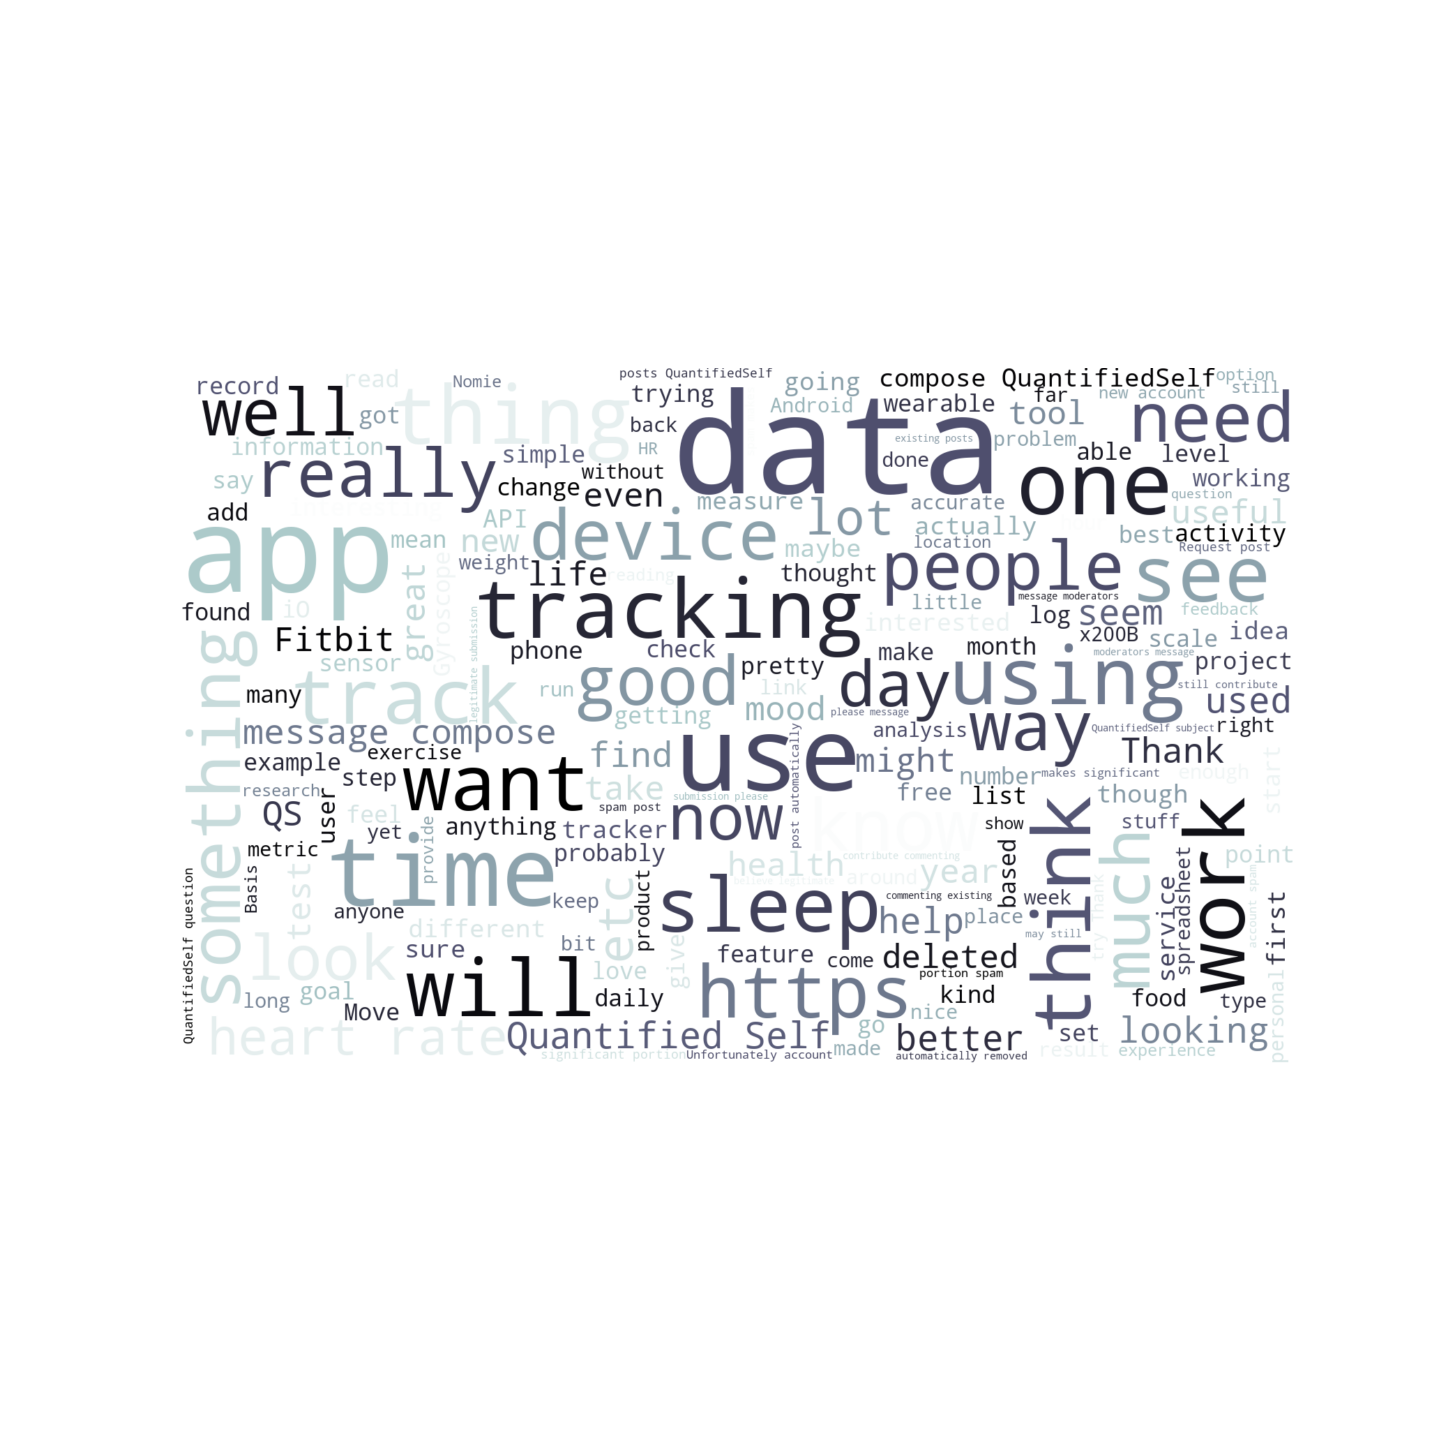 posts QuantifiedSelf
record
read
Nomie
going
compose QuantifiedSelf
option
still
well
thing
trying
Android
wearable
far
new account
got
data
tool
need
back
information
really
simple
HR
existing posts
problem
without
done
able
level
say
change
even
measure
one
working
add
accurate
question
app
API
device
lot
actually
useful
mean
new
maybe
location
best
activity
weight
life
reading
thought
people
Request post
see
great
Gyroscope
tracking
little
message moderators
found
iO
interested
log
seem
feedback
Fitbit
legitimate submission
x200B
scale
idea
something
sensor
phone
check
pretty
make
month
moderators message
project
many
track
run
good
link
day
using
still contribute
used
getting
mood
please message
message compose
analysis
way
QuantifiedSelf subject
right
example
exercise
find
use
post automatically
might
Thank
step
want
take
number
makes significant
enough
start
research
submission please
free
list
though
QS
user
feel
anything
tracker
spam post
now
know
show
stuff
yet
metric
time
provide
probably
health
contribute commenting
year
think
much
work
point
test
Basis
believe legitimate
around
based
keep
etc
product
sleep
commenting existing
week
service
spreadsheet
QuantifiedSelf question
anyone
different
help
place
first
account spam
try Thank
sure
bit
give
feature
come
deleted
may still
look
love
portion spam
long
goal
Move
will
daily
https
kind
food
type
personal
nice
heart rate
Quantified Self
go
better
set
looking
significant portion
Unfortunately account
made
automatically removed
result
experience